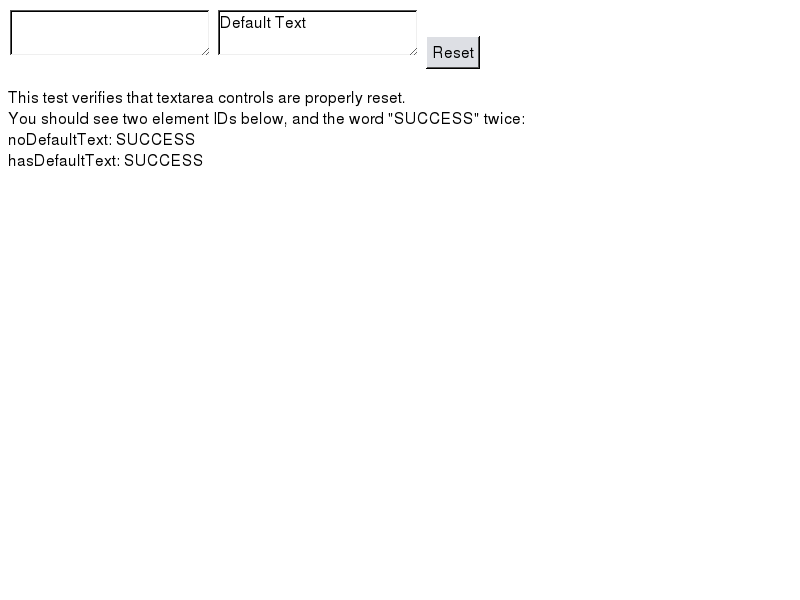 Default Text
Reset
This test verifies that textarea controls are properly reset.
You should see two element IDs below, and the word "SUCCESS" twice:
noDefaultText: SUCCESS
hasDefaultText: SUCCESS